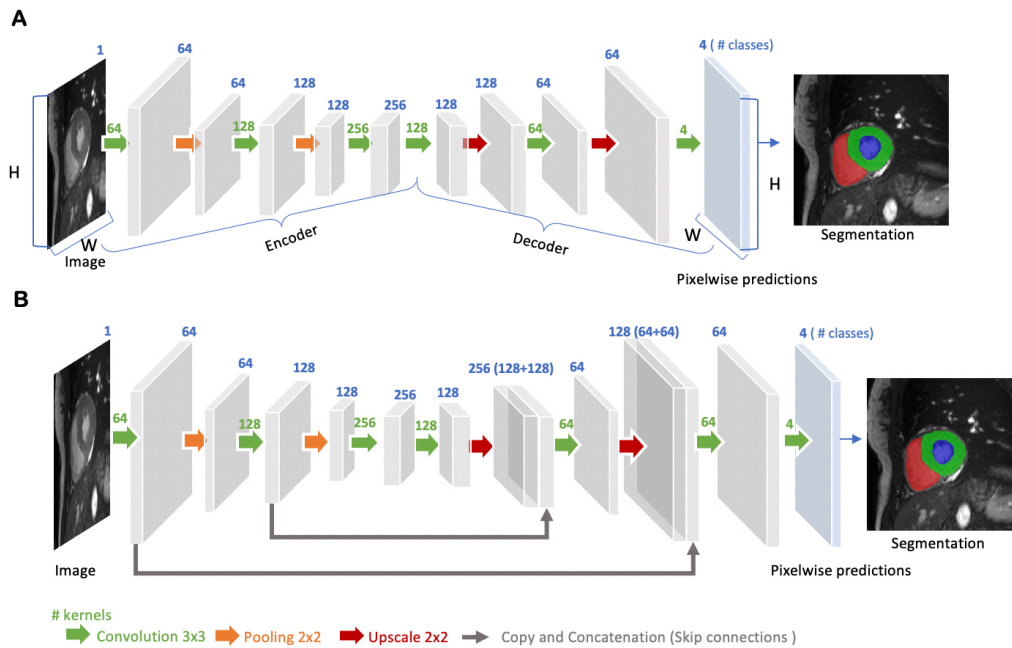 A
1
64
64
128
128
256
128
128
64
64
4 ( # classes)
64
128
256
128
64
4
H
W
Image
Encoder
Decoder
W
H
Pixelwise predictions
Segmentation
B
1
64
64
128
128
256
128
256 (128+128)
64
128 (64+64)
64
4 ( # classes)
64
128
256
128
64
64
4
Image
Pixelwise predictions
Segmentation
# kernels
Convolution 3x3 Pooling 2x2 Upscale 2x2 Copy and Concatenation (Skip connections )